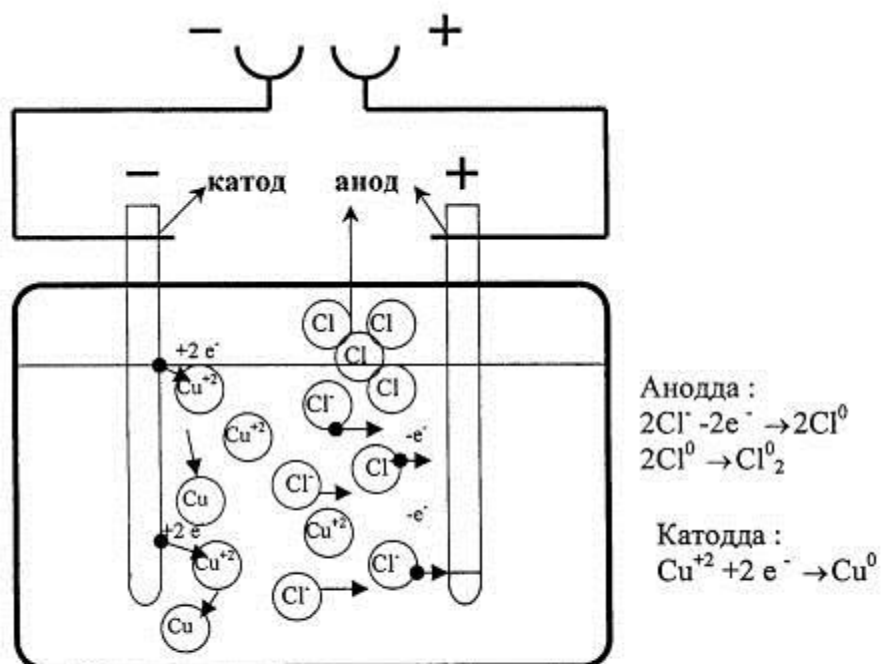 − +
− +
катод анод
Cl Cl
Cl
+2 e⁻
Cu⁺² Cl
Cl⁻
Cu⁺² -e⁻
Cl⁻
Cl⁻
Cu
-e⁻
Cu⁺²
+2 e⁻
Cu⁺² Cl⁻
Cl⁻
Cu
Анодда :
2Cl⁻ -2e⁻ →2Cl⁰
2Cl⁰ →Cl⁰₂
Катодда :
Cu⁺² +2 e⁻ →Cu⁰